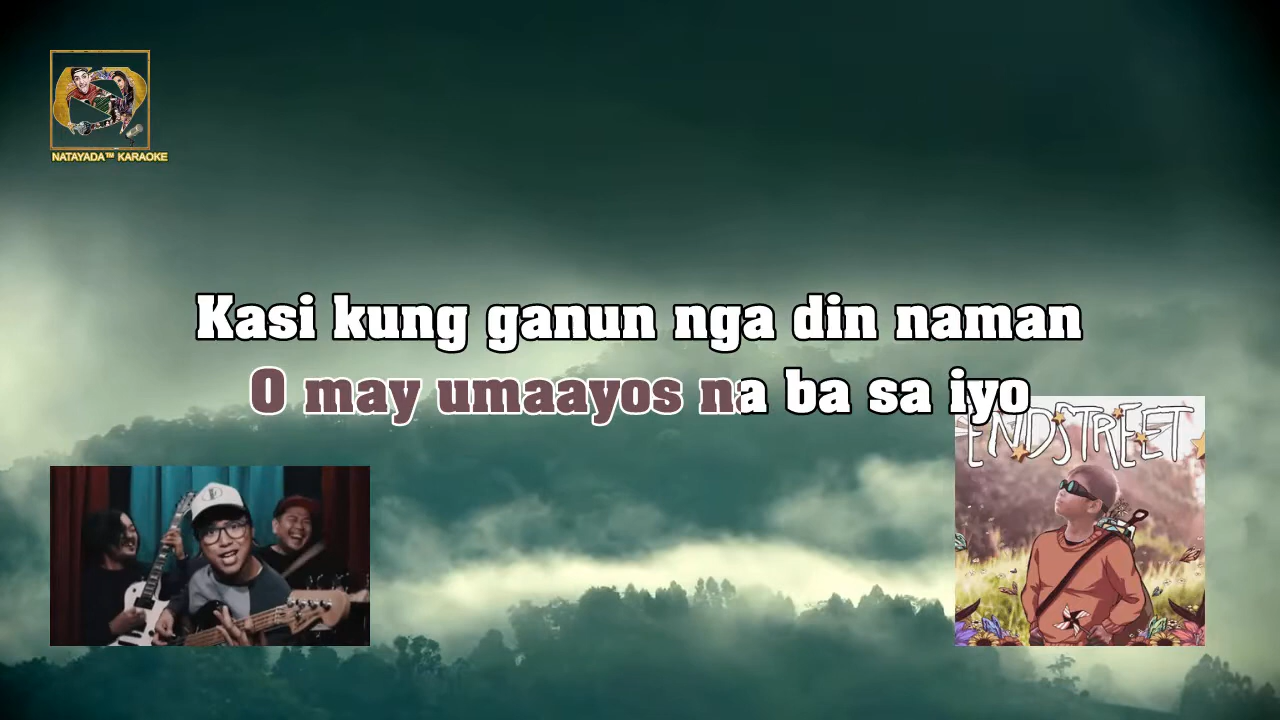 NATAYADA™ KARAOKE
Kasi kung ganun nga din naman
O may umaayos na ba sa iyo
ENDSTREET